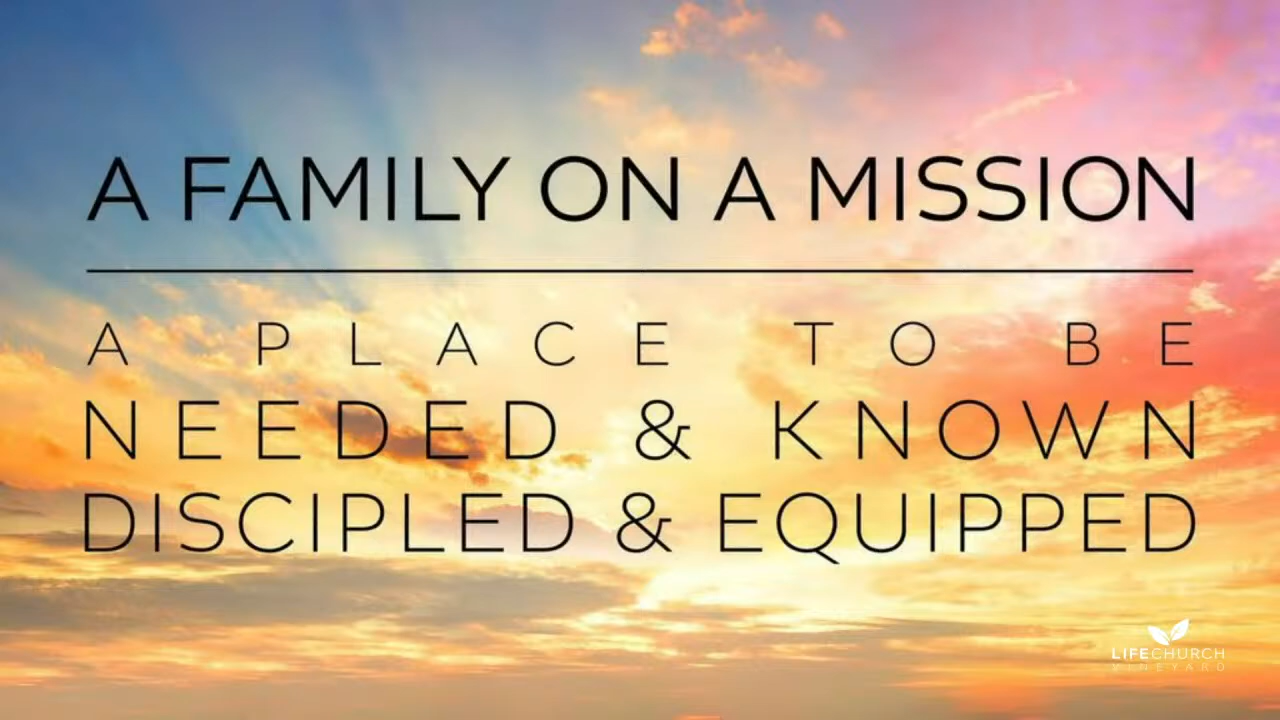 A FAMILY ON A MISSION
A PLACE TO BE
NEEDED & KNOWN
DISCIPLED & EQUIPPED
LIFECHURCH
VINEYARD